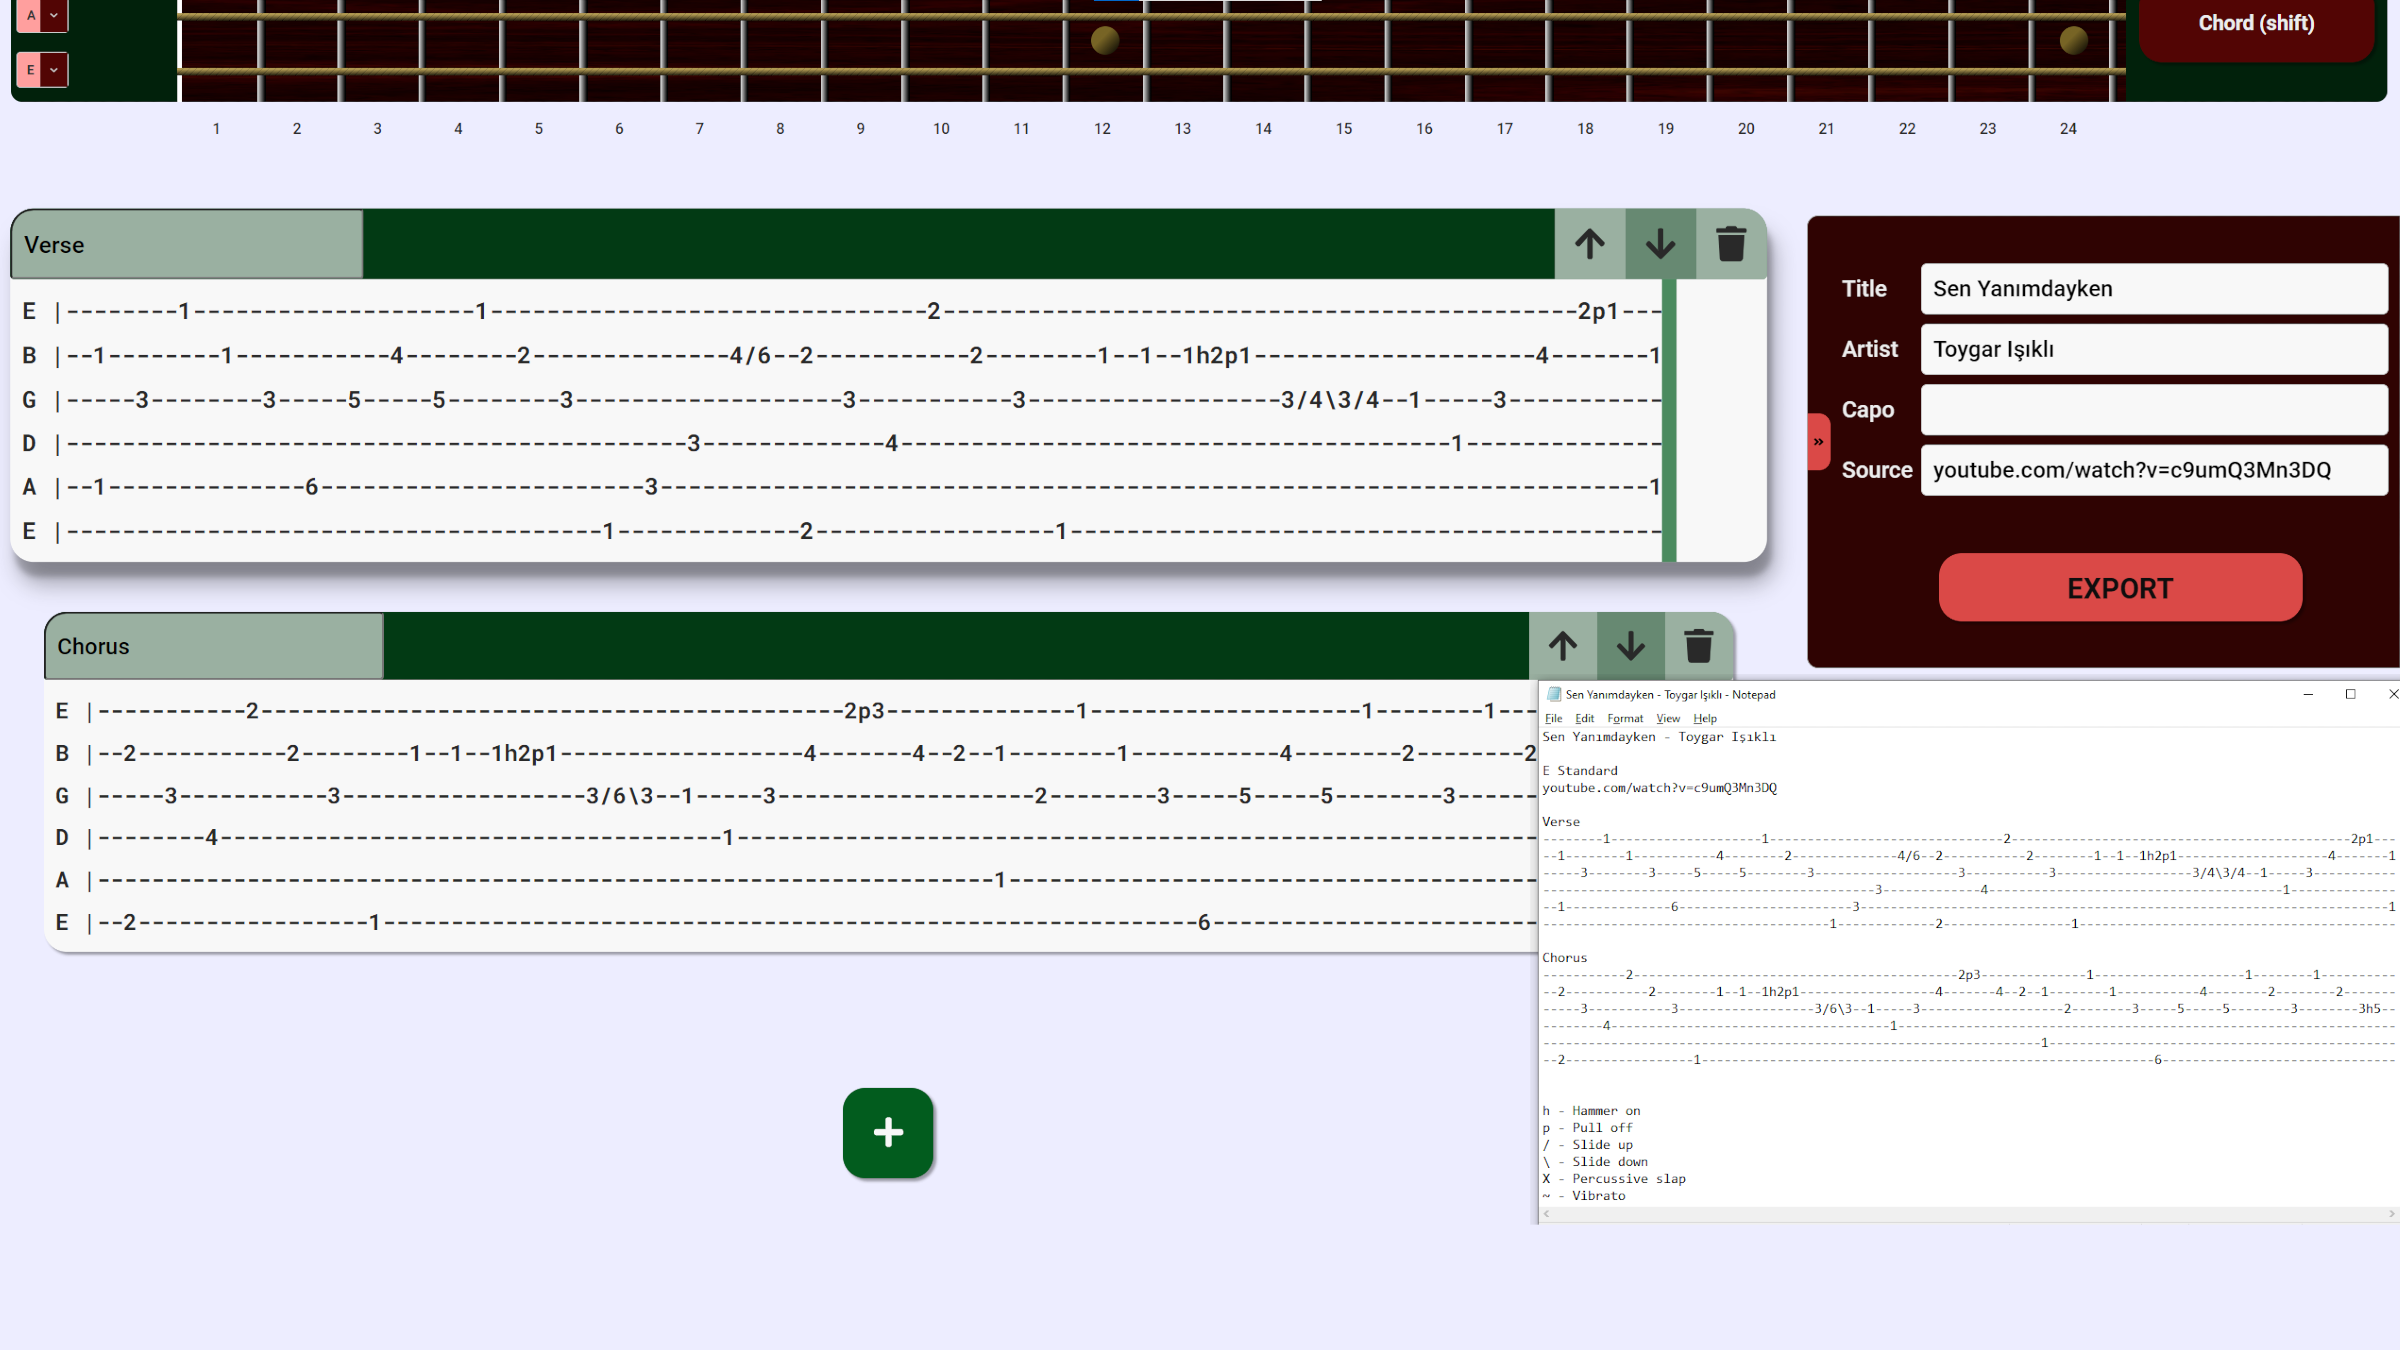 A
E
Chord (shift)
1 2 3 4 5 6 7 8 9 10 11 12 13 14 15 16 17 18 19 20 21 22 23 24
Verse
E |--------1--------------------1-------------------------------2---------------------------------------------2p1---
B |--1--------1-----------4--------2--------------4/6--2-----------2--------1--1--1h2p1--------------------4-------1
G |-----3--------3-----5-----5--------3-------------------3-----------3------------------3/4\3/4--1-----3-----------
D |--------------------------------------------3-------------4---------------------------------------1--------------
A |--1--------------6-----------------------3----------------------------------------------------------------------1
E |--------------------------------------1-------------2-----------------1------------------------------------------
Title Sen Yanımdayken
Artist Toygar Işıklı
Capo
»
Source youtube.com/watch?v=c9umQ3Mn3DQ
EXPORT
Chorus
E |-----------2-------------------------------------------2p3--------------1--------------------1--------1---
B |--2-----------2--------1--1--1h2p1------------------4-------4--2--1--------1-----------4--------2--------2
G |-----3-----------3------------------3/6\3--1-----3-------------------2--------3-----5-----5--------3------
D |--------4-------------------------------------1-----------------------------------------------------------
A |------------------------------------------------------------------1---------------------------------------
E |--2-----------------1------------------------------------------------------------6------------------------
+
Sen Yanımdayken - Toygar Işıklı - Notepad
File Edit Format View Help
Sen Yanımdayken - Toygar Işıklı
E Standard
youtube.com/watch?v=c9umQ3Mn3DQ
Verse
--------1--------------------1-------------------------------2---------------------------------------------2p1---
--1--------1-----------4--------2--------------4/6--2-----------2--------1--1--1h2p1--------------------4-------1
-----3--------3-----5-----5--------3-------------------3-----------3------------------3/4\3/4--1-----3-----------
--------------------------------------------3-------------4---------------------------------------1--------------
--1--------------6-----------------------3----------------------------------------------------------------------1
--------------------------------------1-------------2-----------------1------------------------------------------
Chorus
-----------2-------------------------------------------2p3--------------1--------------------1--------1----------
--2-----------2--------1--1--1h2p1------------------4-------4--2--1--------1-----------4--------2--------2-------
-----3-----------3------------------3/6\3--1-----3-------------------2--------3-----5-----5--------3--------3h5--
--------4-------------------------------------1------------------------------------------------------------------
------------------------------------------------------------------1----------------------------------------------
--2-----------------1------------------------------------------------------------6-------------------------------
h - Hammer on
p - Pull off
/ - Slide up
\ - Slide down
X - Percussive slap
~ - Vibrato